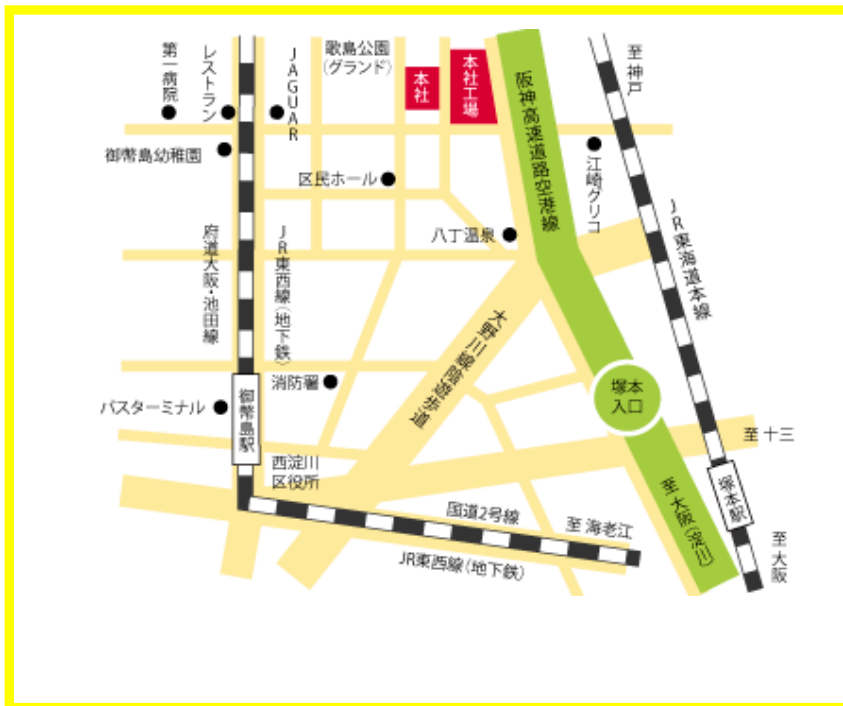 第一病院
レストラン
JAGUAR
歌島公園
(グランド)
本社
本社工場
阪神高速道路空港線
至 神戸
御幣島幼稚園
区民ホール
江崎グリコ
八丁温泉
JR東海道本線
府道大阪・池田線
JR東西線(地下鉄)
大野川線陰遊歩道
消防署
バスターミナル
御幣島駅
塚本
入口
至 十三
西淀川
区役所
国道2号線
至 海老江
JR東西線(地下鉄)
至 大阪(淀川)
塚本駅
至 大阪